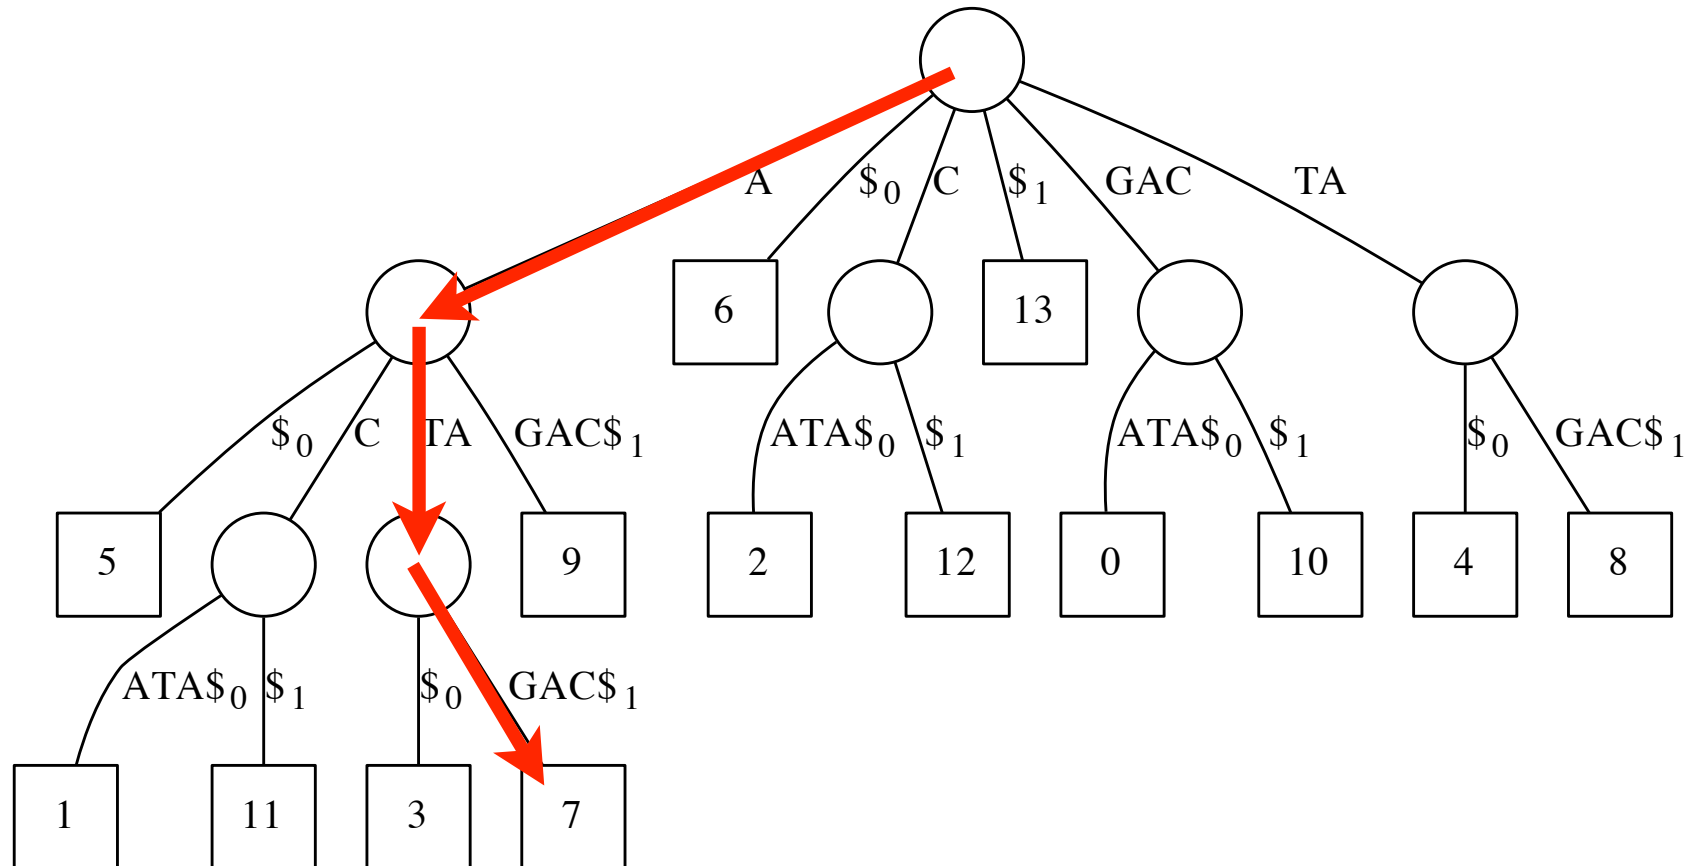 A $0 C $1 GAC TA
6 13
$0 C TA GAC$1 ATA$0 $1 ATA$0 $1 $0 GAC$1
5 9 2 12 0 10 4 8
ATA$0 $1 $0 GAC$1
1 11 3 7